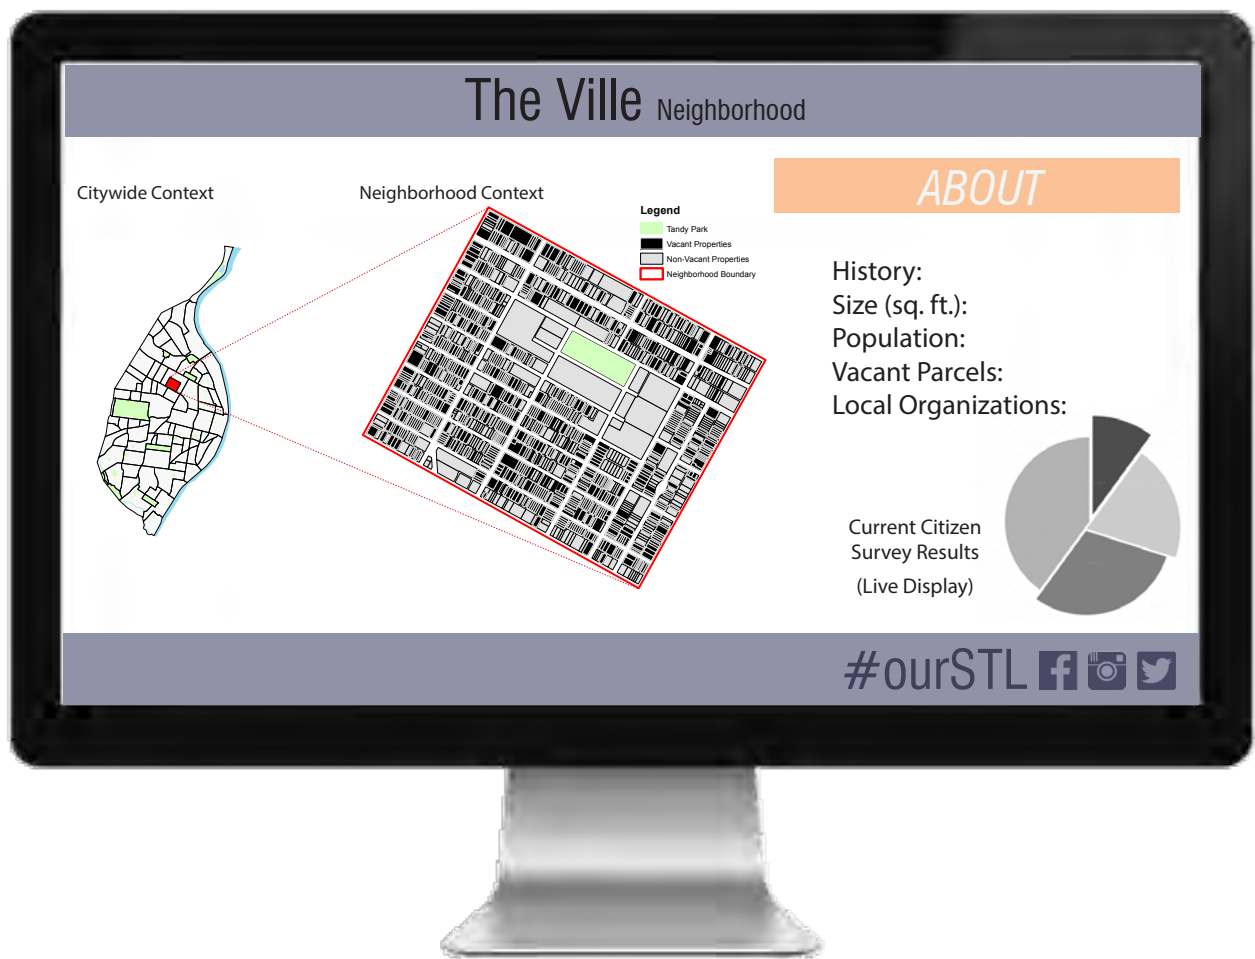 The Ville Neighborhood
Citywide Context
Neighborhood Context
Legend
Tandy Park
Vacant Properties
Non-Vacant Properties
Neighborhood Boundary
ABOUT
History:
Size (sq. ft.):
Population:
Vacant Parcels:
Local Organizations:
Current Citizen
Survey Results
(Live Display)
#ourSTL